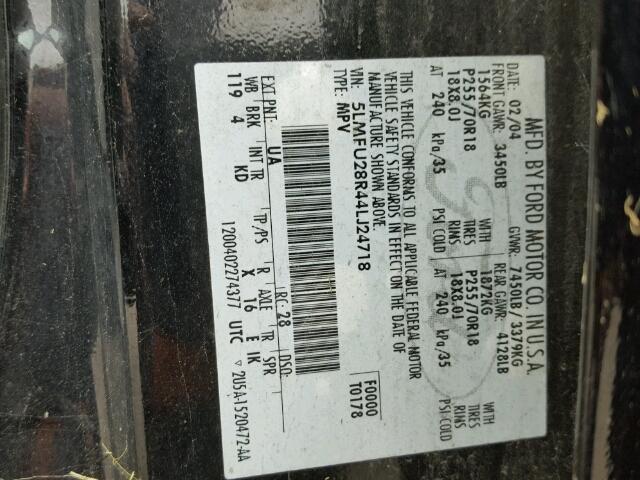 MFD. BY FORD MOTOR CO. IN U.S.A.
DATE: 02/04 GVWR: 7450LB / 3379KG
FRONT GAWR: 3450LB REAR GAWR: 4128LB
1564KG WITH 1872KG WITH
P255/70R18 TIRES P255/70R18 TIRES
18X8.0J RIMS 18X8.0J RIMS
AT 240 kPa/35 PSI COLD AT 240 kPa/35 PSI COLD
THIS VEHICLE CONFORMS TO ALL APPLICABLE FEDERAL MOTOR
VEHICLE SAFETY STANDARDS IN EFFECT ON THE DATE OF
MANUFACTURE SHOWN ABOVE.
VIN: 5LMFU28R44LJ24718 F0000
TYPE: MPV T0178
EXT PNT: UA RC: 28 DSO:
WB BRK INT TR TP/PS R AXLE TR SPR
119 4 KD X 16 E IK
1200402274377 UTC ▽ 2U5A-1520472-AA